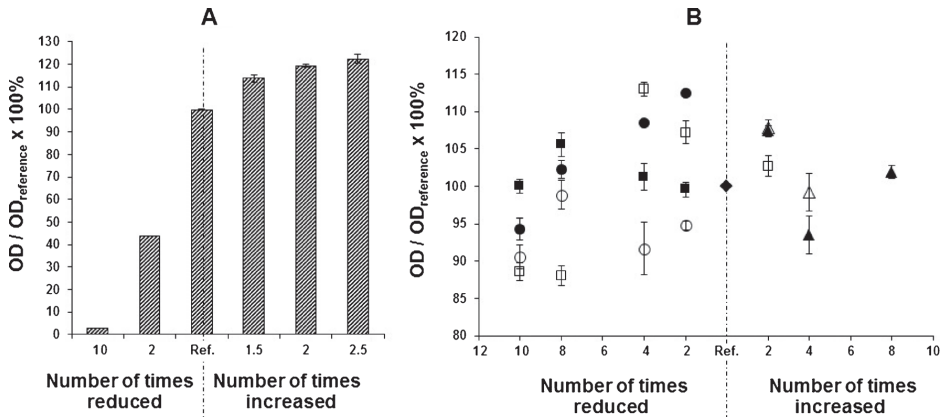 A
OD / ODreference x 100%
130
120
110
100
90
80
70
60
50
40
30
20
10
0
10 2 Ref. 1.5 2 2.5
Number of times reduced
Number of times increased
B
OD / ODreference x 100%
120
115
110
105
100
95
90
85
80
12 10 8 6 4 2 Ref. 2 4 6 8 10
Number of times reduced
Number of times increased